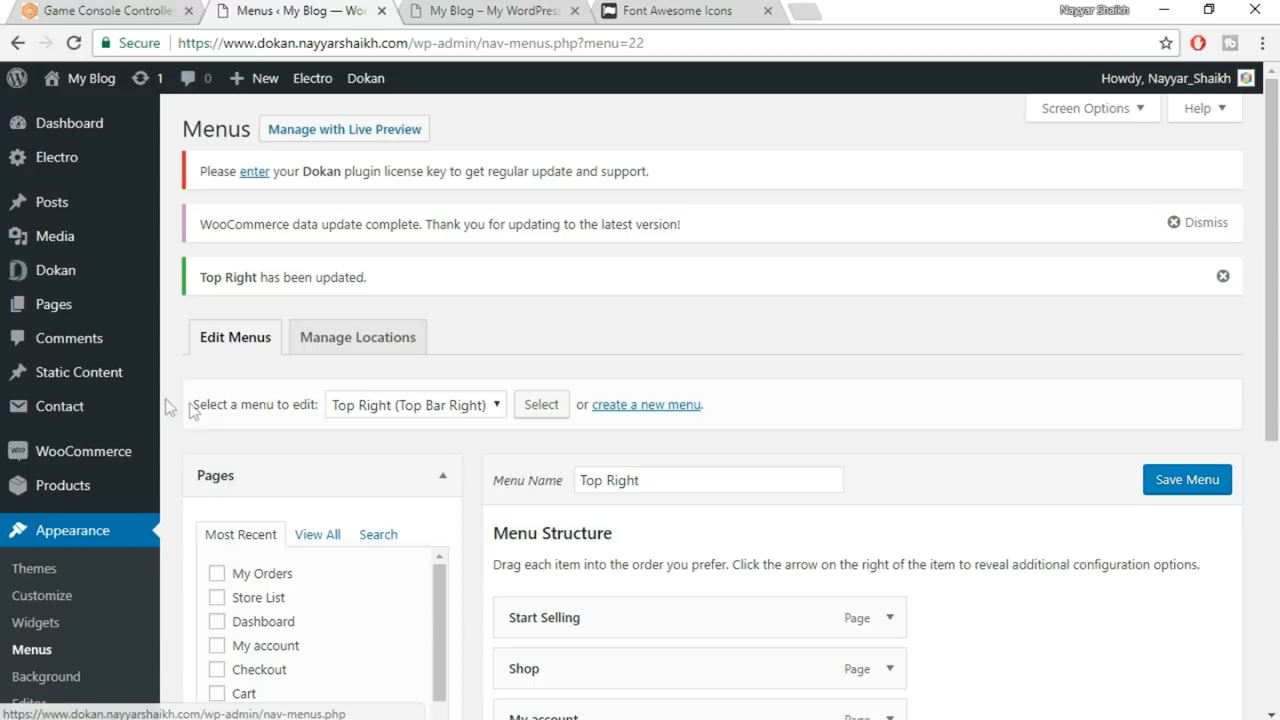 Game Console Controlle
Menus ‹ My Blog — Wor
My Blog – My WordPress
Font Awesome Icons
Nayyar Shaikh
Secure
https://www.dokan.nayyarshaikh.com/wp-admin/nav-menus.php?menu=22
My Blog
1
0
New
Electro
Dokan
Howdy, Nayyar_Shaikh
Dashboard
Electro
Posts
Media
Dokan
Pages
Comments
Static Content
Contact
WooCommerce
Products
Appearance
Themes
Customize
Widgets
Menus
Background
Editor
Screen Options
Help
Menus
Manage with Live Preview
Please enter your Dokan plugin license key to get regular update and support.
WooCommerce data update complete. Thank you for updating to the latest version!
Dismiss
Top Right has been updated.
Edit Menus
Manage Locations
Select a menu to edit:
Top Right (Top Bar Right)
Select
or create a new menu.
Pages
Most Recent
View All
Search
My Orders
Store List
Dashboard
My account
Checkout
Cart
Menu Name
Top Right
Save Menu
Menu Structure
Drag each item into the order you prefer. Click the arrow on the right of the item to reveal additional configuration options.
Start Selling
Page
Shop
Page
My account
Page
https://www.dokan.nayyarshaikh.com/wp-admin/nav-menus.php